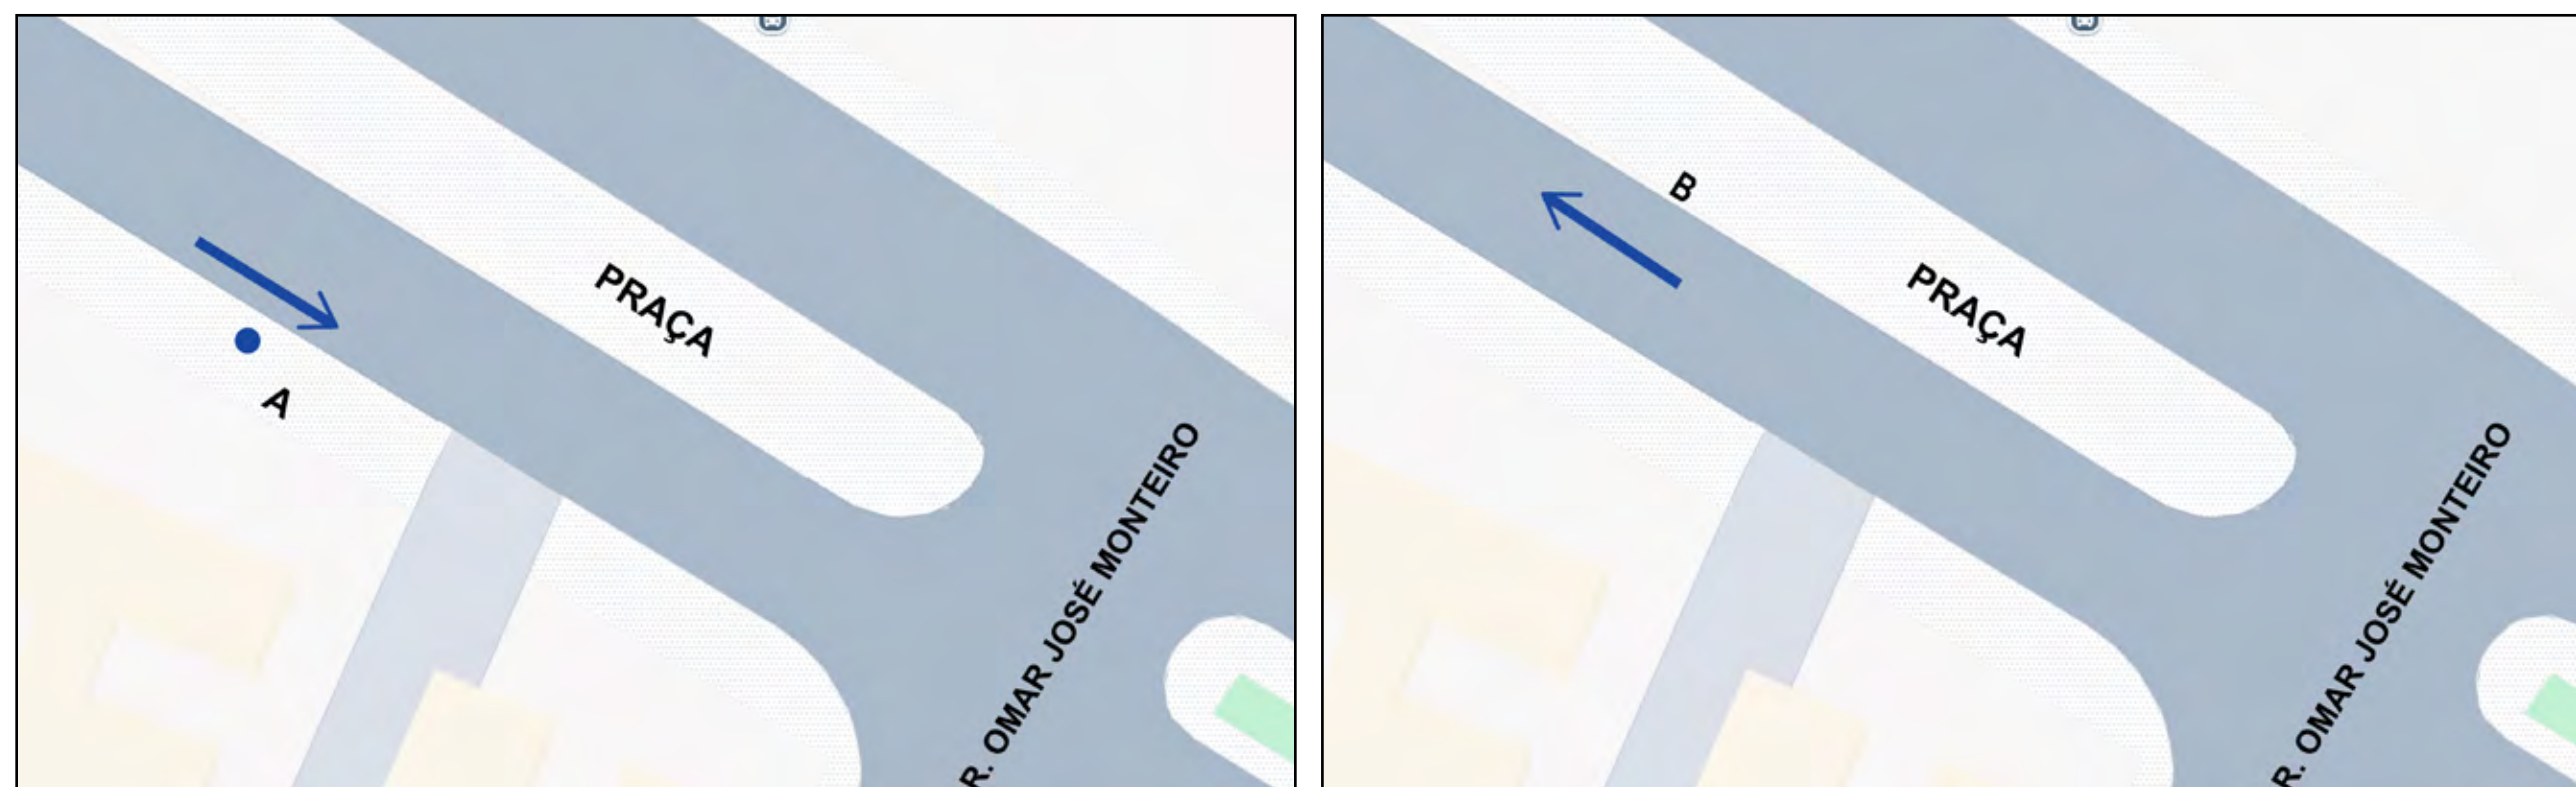 PRAÇA
A
R. OMAR JOSÉ MONTEIRO
B
PRAÇA
R. OMAR JOSÉ MONTEIRO